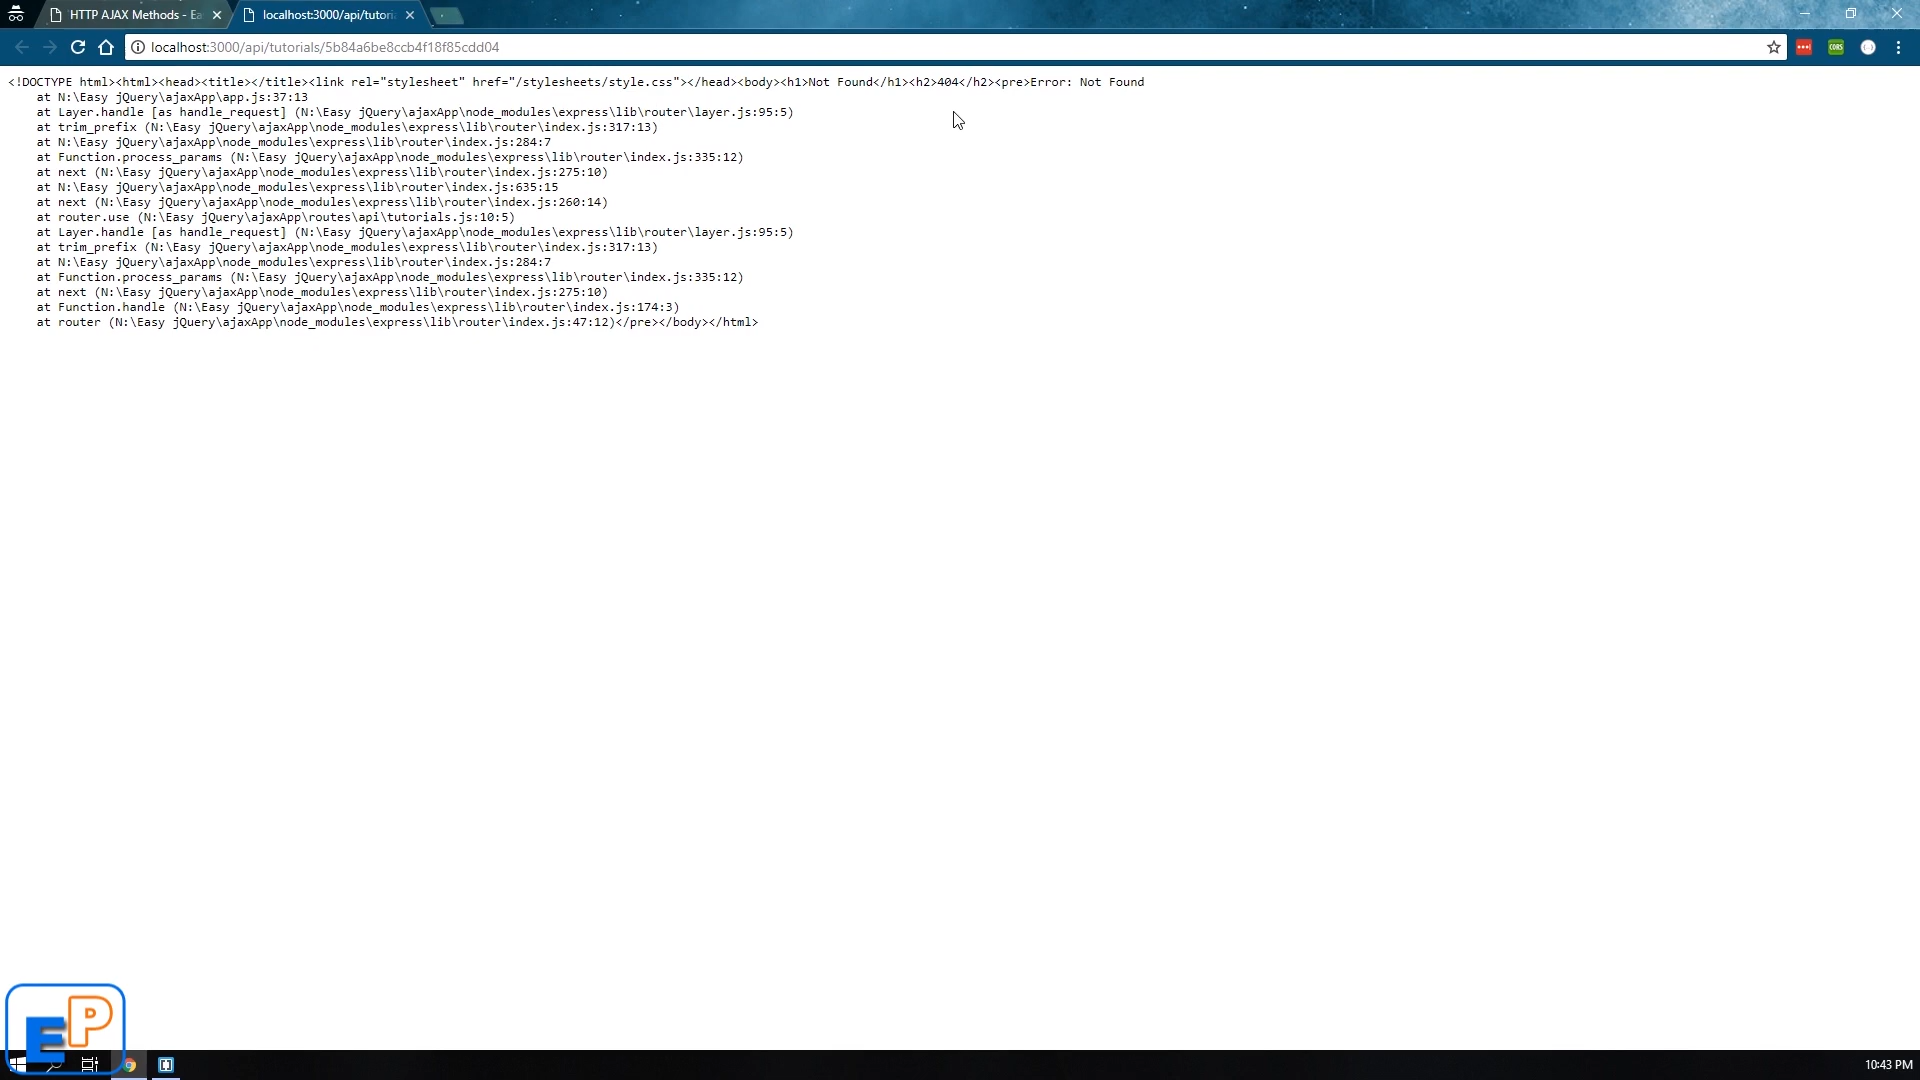 HTTP AJAX Methods - Ea
localhost:3000/api/tutoria
localhost:3000/api/tutorials/5b84a6be8ccb4f18f85cdd04
CORS
<!DOCTYPE html><html><head><title></title><link rel="stylesheet" href="/stylesheets/style.css"></head><body><h1>Not Found</h1><h2>404</h2><pre>Error: Not Found
at N:\Easy jQuery\ajaxApp\app.js:37:13
at Layer.handle [as handle_request] (N:\Easy jQuery\ajaxApp\node_modules\express\lib\router\layer.js:95:5)
at trim_prefix (N:\Easy jQuery\ajaxApp\node_modules\express\lib\router\index.js:317:13)
at N:\Easy jQuery\ajaxApp\node_modules\express\lib\router\index.js:284:7
at Function.process_params (N:\Easy jQuery\ajaxApp\node_modules\express\lib\router\index.js:335:12)
at next (N:\Easy jQuery\ajaxApp\node_modules\express\lib\router\index.js:275:10)
at N:\Easy jQuery\ajaxApp\node_modules\express\lib\router\index.js:635:15
at next (N:\Easy jQuery\ajaxApp\node_modules\express\lib\router\index.js:260:14)
at router.use (N:\Easy jQuery\ajaxApp\routes\api\tutorials.js:10:5)
at Layer.handle [as handle_request] (N:\Easy jQuery\ajaxApp\node_modules\express\lib\router\layer.js:95:5)
at trim_prefix (N:\Easy jQuery\ajaxApp\node_modules\express\lib\router\index.js:317:13)
at N:\Easy jQuery\ajaxApp\node_modules\express\lib\router\index.js:284:7
at Function.process_params (N:\Easy jQuery\ajaxApp\node_modules\express\lib\router\index.js:335:12)
at next (N:\Easy jQuery\ajaxApp\node_modules\express\lib\router\index.js:275:10)
at Function.handle (N:\Easy jQuery\ajaxApp\node_modules\express\lib\router\index.js:174:3)
at router (N:\Easy jQuery\ajaxApp\node_modules\express\lib\router\index.js:47:12)</pre></body></html>
EP
10:43 PM